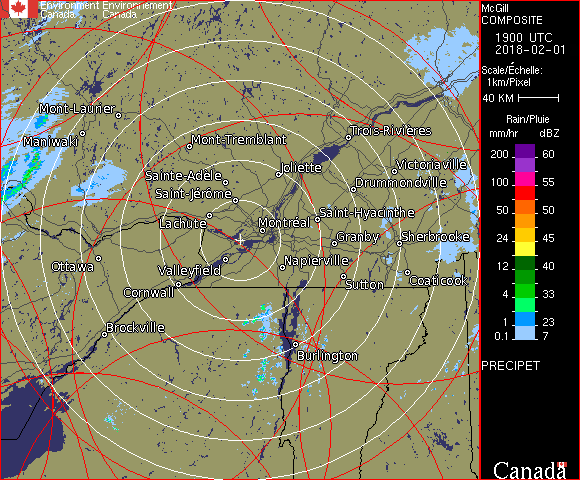 Environment Environnement
Canada Canada
McGill
COMPOSITE
1900 UTC
2018-02-01
Scale/Échelle:
1km/Pixel
40 KM
Rain/Pluie
mm/hr dBZ
200 60
100 55
50 50
24 45
12 40
4 33
1 23
0.1 7
PRECIPET
Canada
Mont-Laurier
Maniwaki
Mont-Tremblant
Trois-Rivières
Sainte-Adèle
Joliette
Victoriaville
Saint-Jérôme
Drummondville
Lachute
Montréal
Saint-Hyacinthe
Granby
Sherbrooke
Ottawa
Valleyfield
Napierville
Cornwall
Sutton
Coaticook
Brockville
Burlington